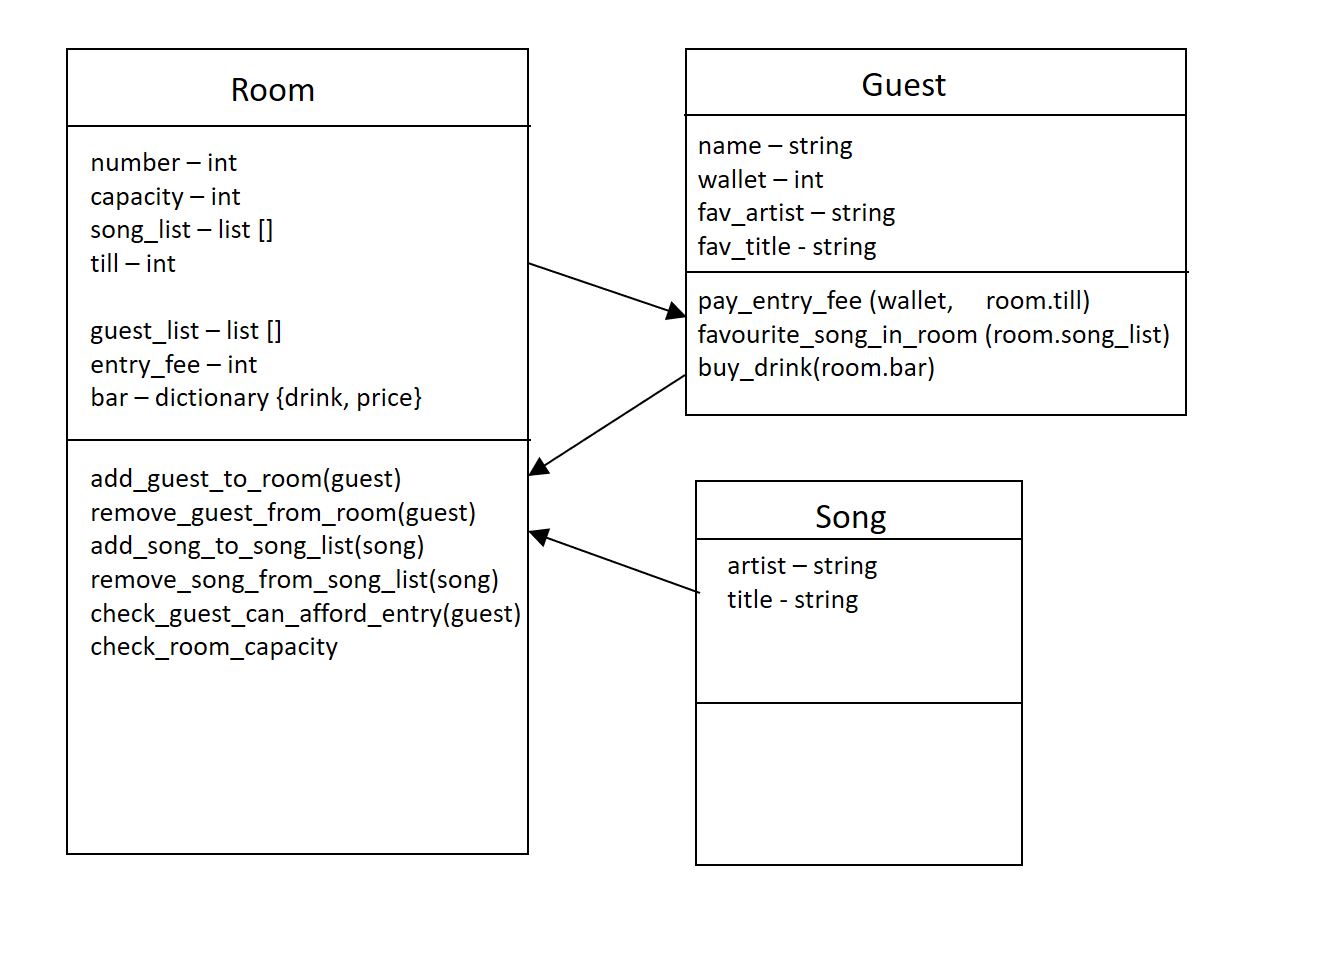 Room
number – int
capacity – int
song_list – list []
till – int
guest_list – list []
entry_fee – int
bar – dictionary {drink, price}
add_guest_to_room(guest)
remove_guest_from_room(guest)
add_song_to_song_list(song)
remove_song_from_song_list(song)
check_guest_can_afford_entry(guest)
check_room_capacity
Guest
name – string
wallet – int
fav_artist – string
fav_title - string
pay_entry_fee (wallet, room.till)
favourite_song_in_room (room.song_list)
buy_drink(room.bar)
Song
artist – string
title - string